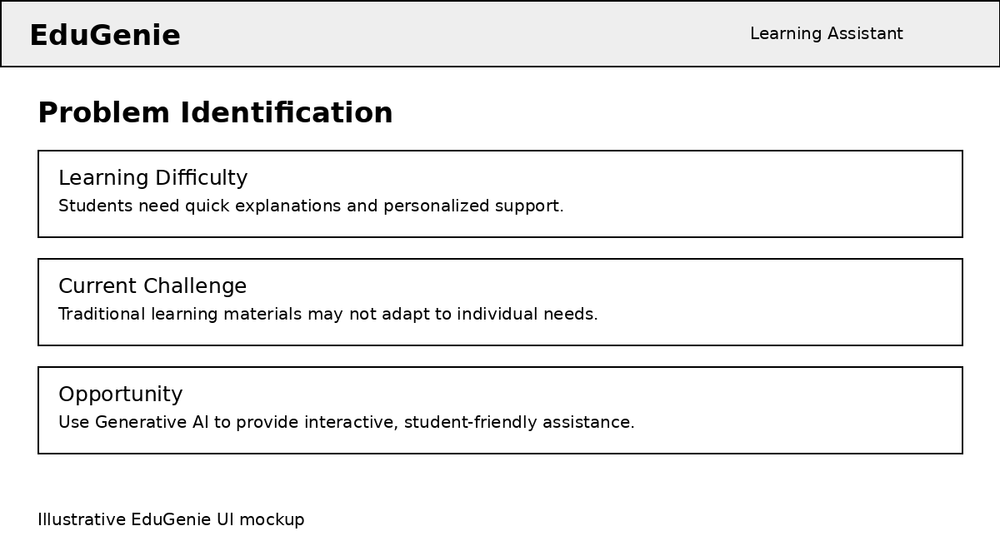 EduGenie
Learning Assistant
Problem Identification
Learning Difficulty
Students need quick explanations and personalized support.
Current Challenge
Traditional learning materials may not adapt to individual needs.
Opportunity
Use Generative AI to provide interactive, student-friendly assistance.
Illustrative EduGenie UI mockup